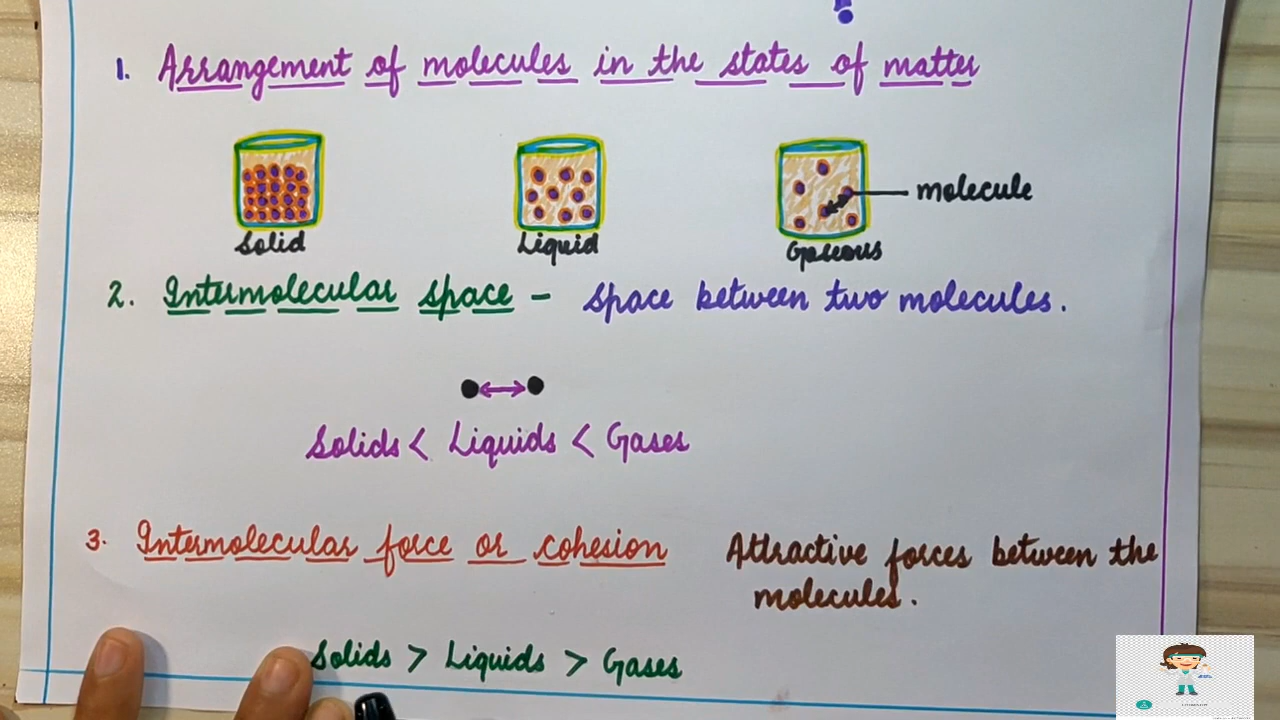 1. Arrangement of molecules in the states of matter
molecule
Solid Liquid Gaseous
2. Intermolecular space - Space between two molecules.
Solids < Liquids < Gases
3. Intermolecular force or cohesion Attractive forces between the
molecules.
Solids > Liquids > Gases